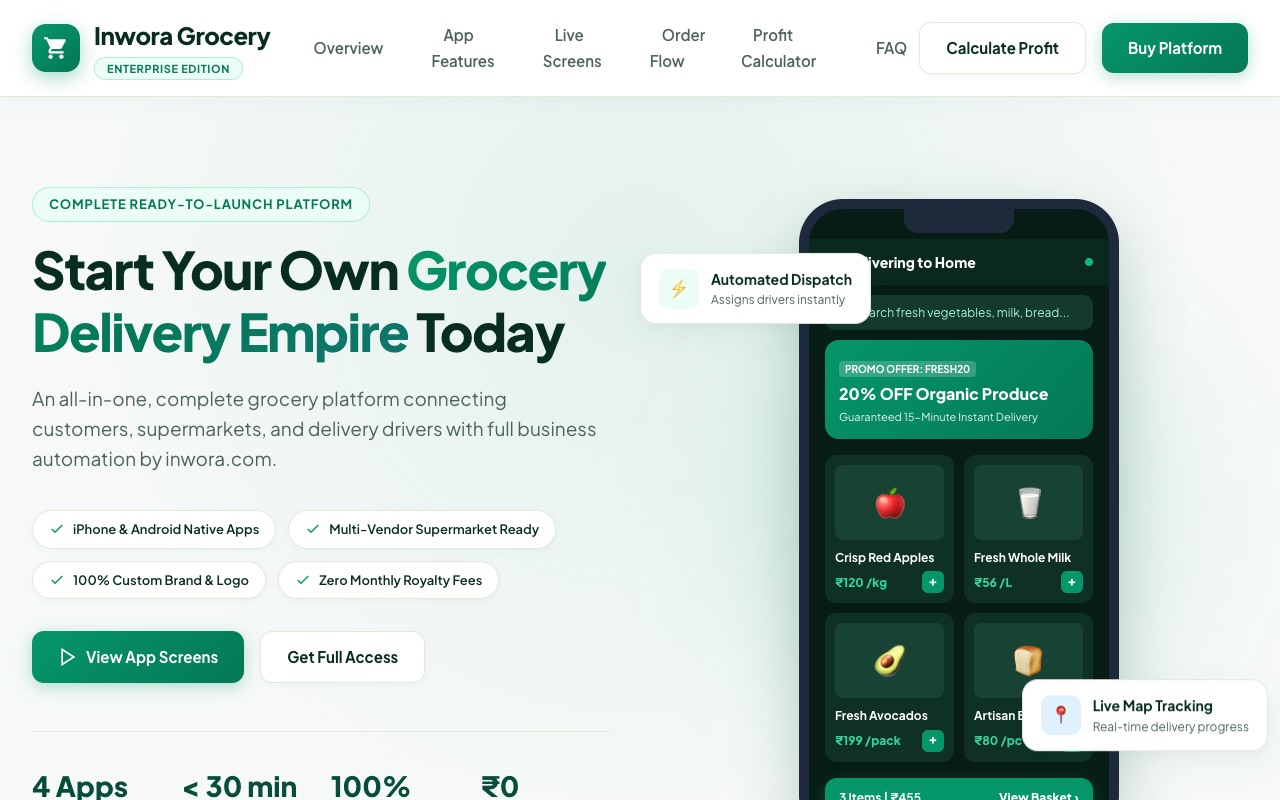 Inwora Grocery
ENTERPRISE EDITION
Overview
App
Features
Live
Screens
Order
Flow
Profit
Calculator
FAQ
Calculate Profit
Buy Platform
COMPLETE READY-TO-LAUNCH PLATFORM
Start Your Own Grocery
Delivery Empire Today
An all-in-one, complete grocery platform connecting
customers, supermarkets, and delivery drivers with full business
automation by inwora.com.
iPhone & Android Native Apps
Multi-Vendor Supermarket Ready
100% Custom Brand & Logo
Zero Monthly Royalty Fees
View App Screens
Get Full Access
4 Apps
< 30 min
100%
₹0
Automated Dispatch
Assigns drivers instantly
to Home
fresh vegetables, milk, bread...
PROMO OFFER: FRESH20
20% OFF Organic Produce
Guaranteed 15-Minute Instant Delivery
Crisp Red Apples
₹120 /kg
+
Fresh Whole Milk
₹56 /L
+
Fresh Avocados
₹199 /pack
+
Artisan
₹80 /pc
Live Map Tracking
Real-time delivery progress
3 Items | ₹455
View Basket ›